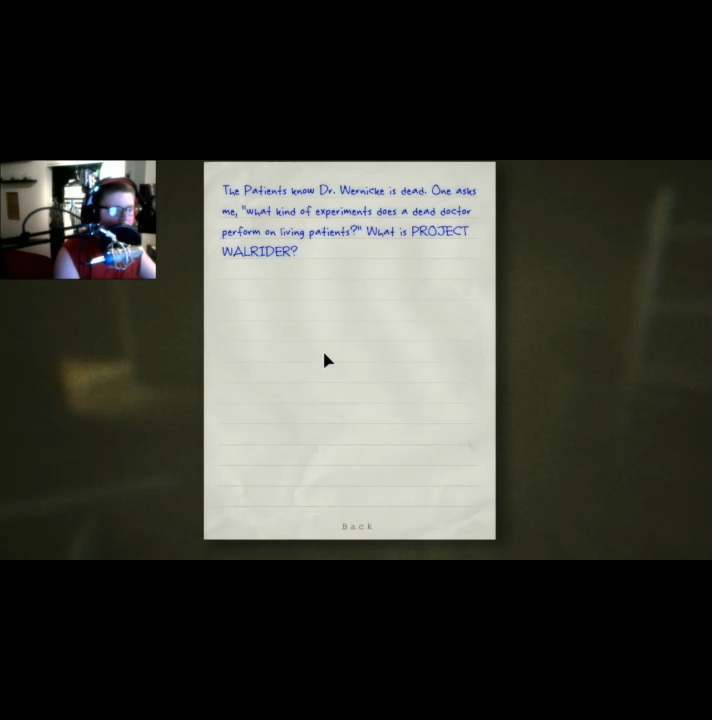 The Patients know Dr. Wernicke is dead. One asks
me, "what kind of experiments does a dead doctor
perform on living patients?" What is PROJECT
WALRIDER?
Back